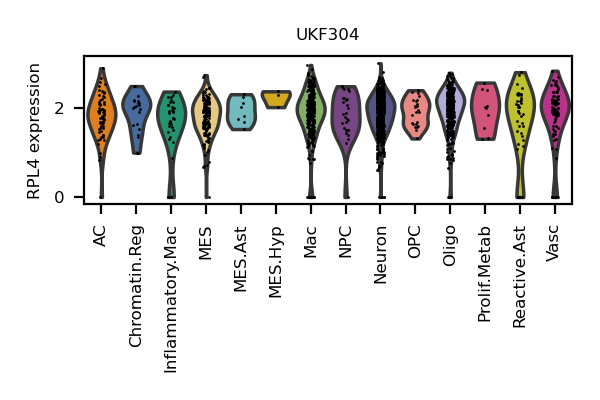 UKF304
RPL4 expression
2
0
AC
Chromatin.Reg
Inflammatory.Mac
MES
MES.Ast
MES.Hyp
Mac
NPC
Neuron
OPC
Oligo
Prolif.Metab
Reactive.Ast
Vasc